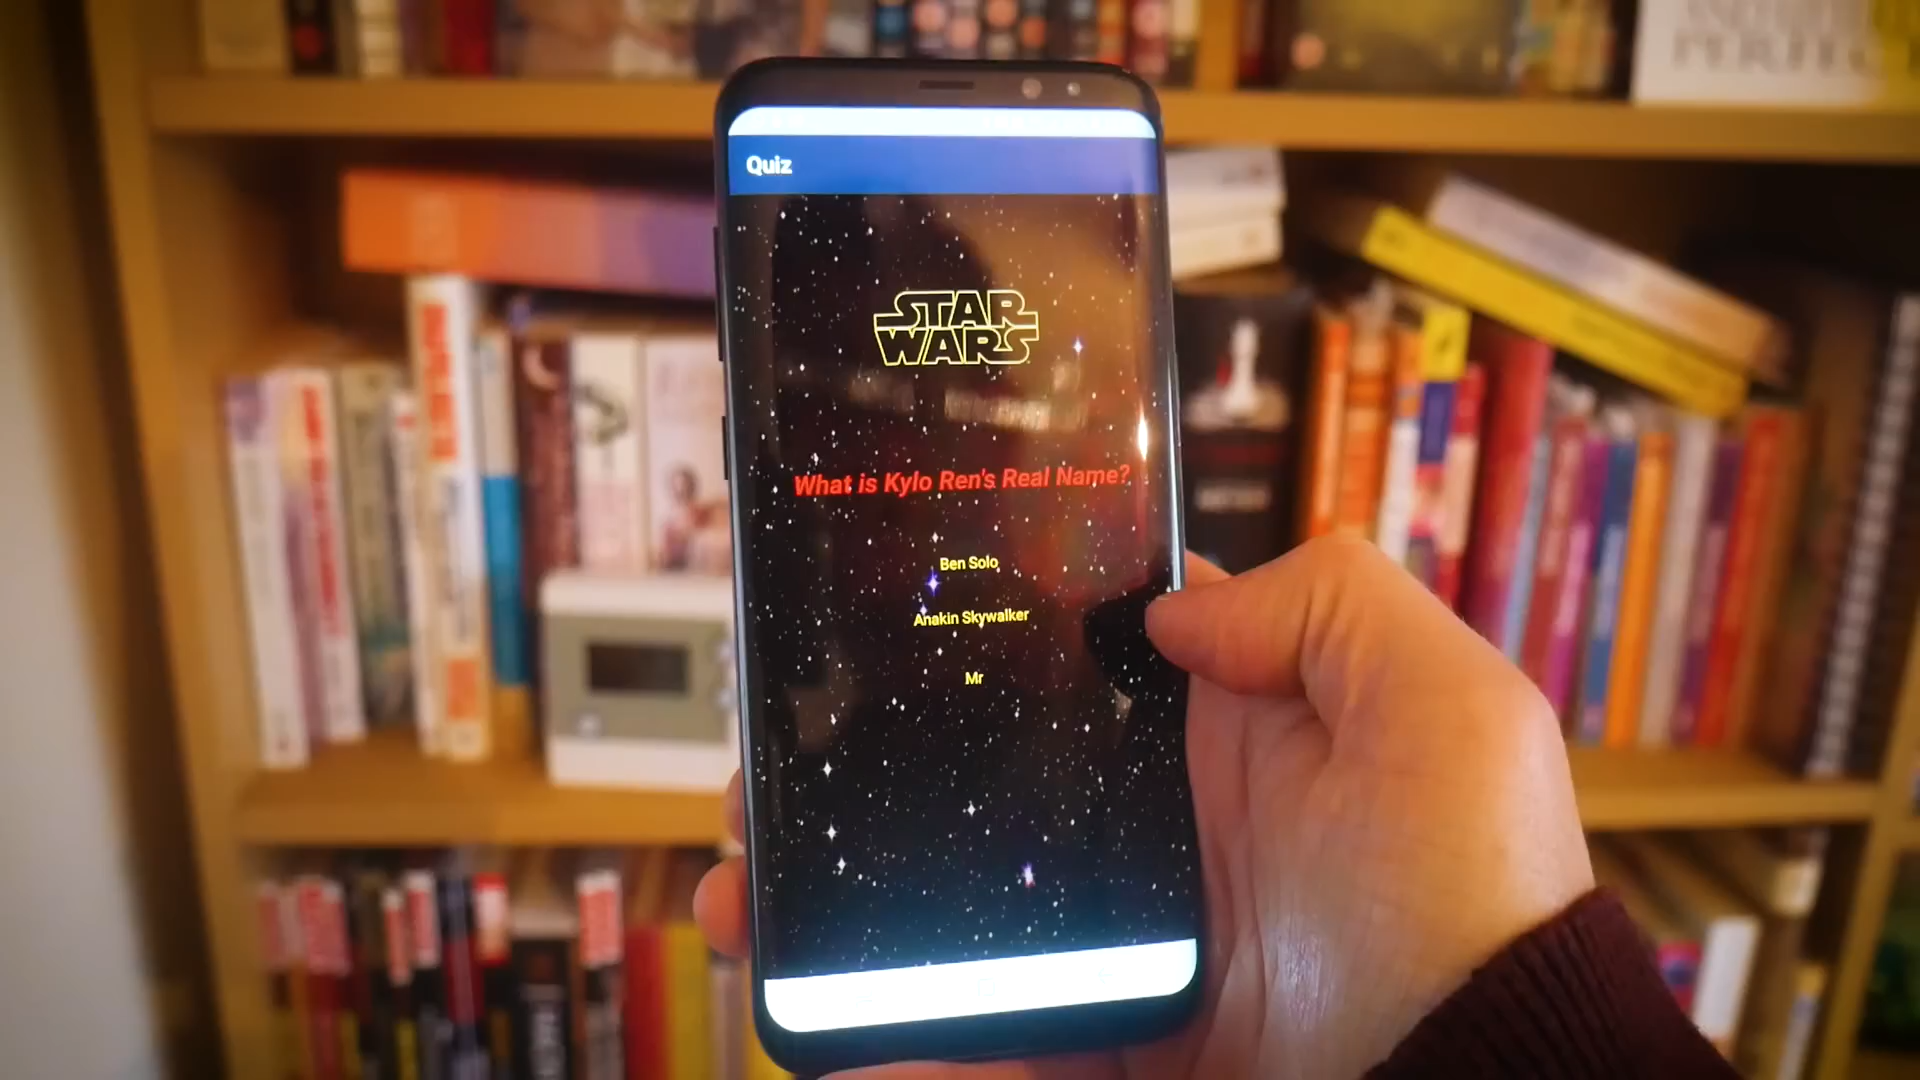 Quiz
STAR
WARS
What is Kylo Ren's Real Name?
Ben Solo
Anakin Skywalker
Mr